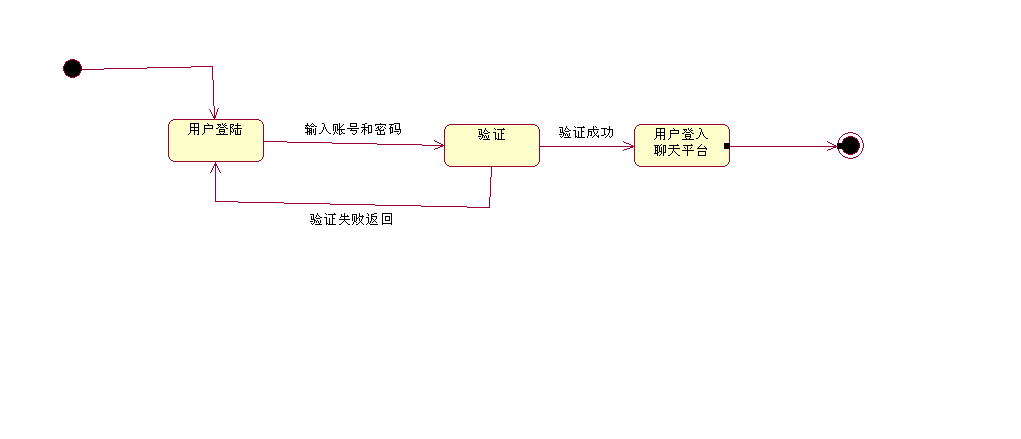 用户登陆
输入账号和密码
验证
验证成功
用户登入
聊天平台
验证失败返回